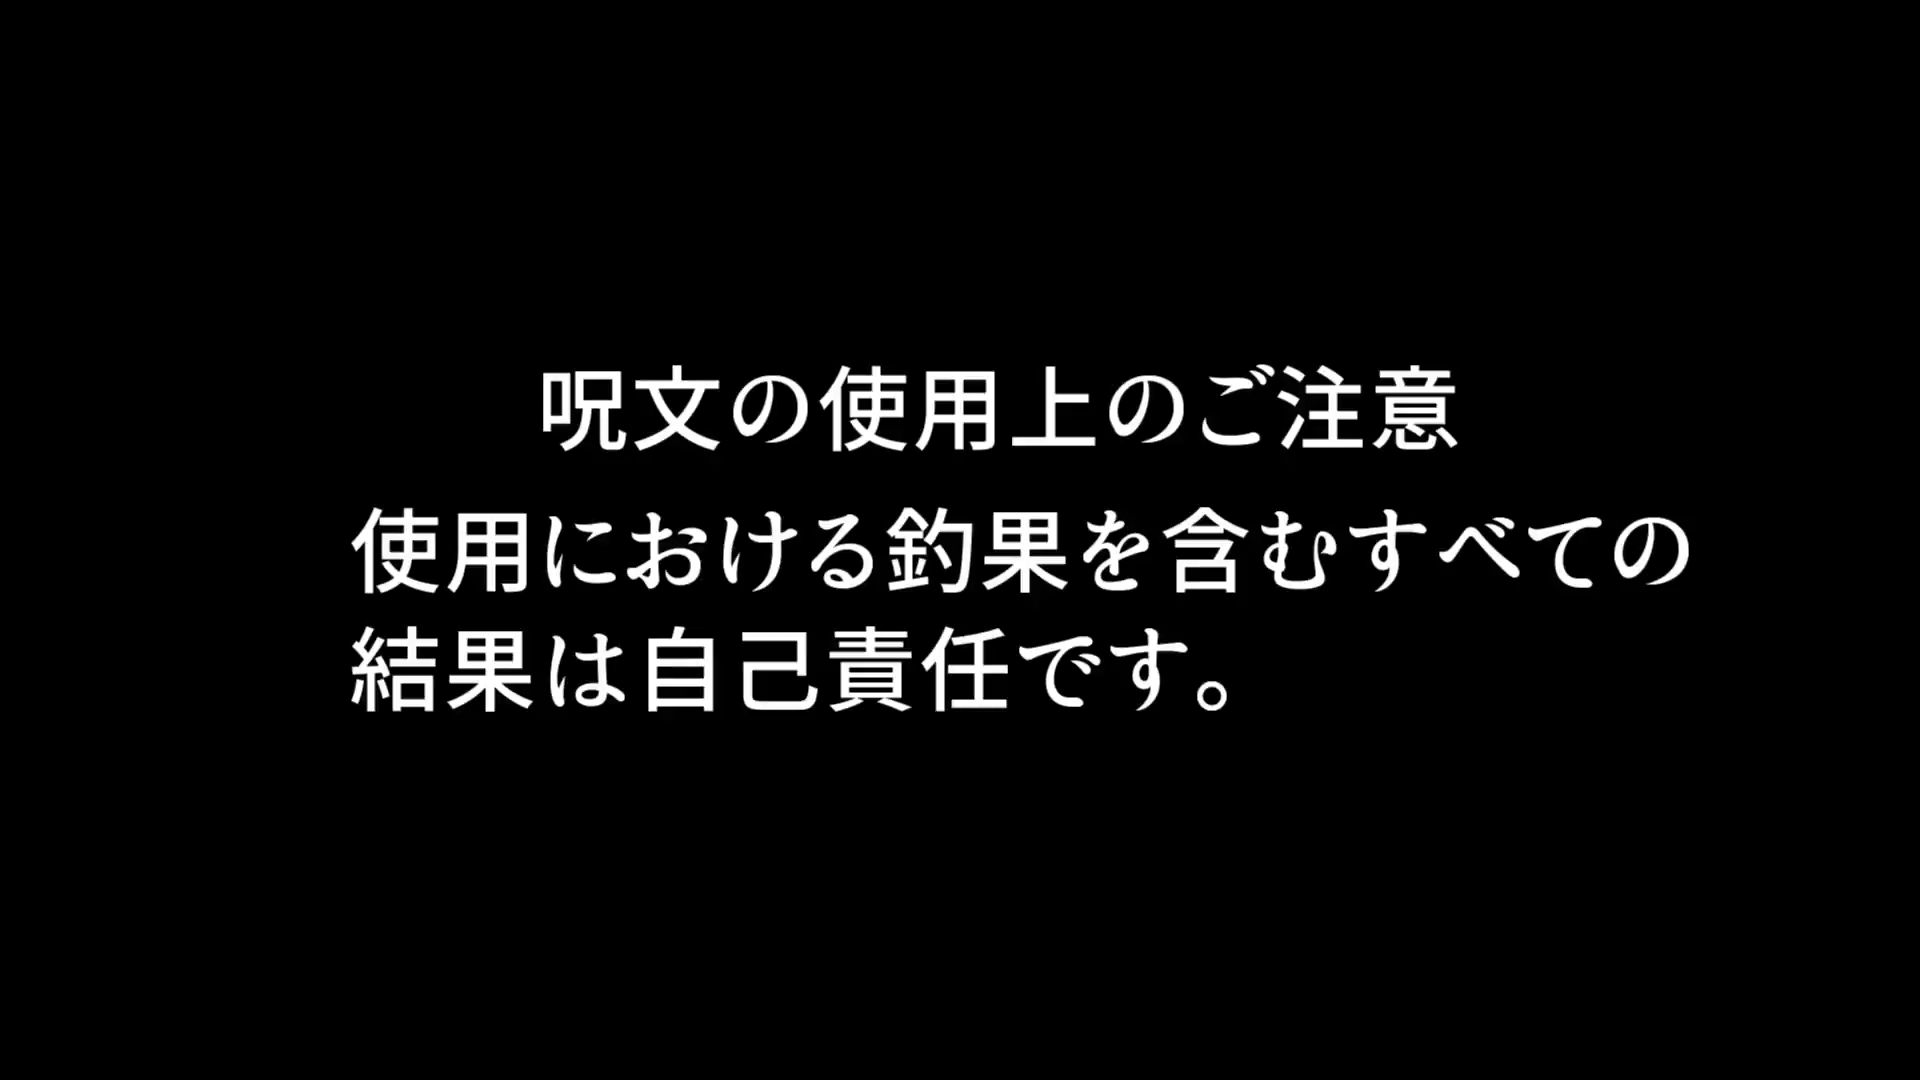 呪文の使用上のご注意
使用における釣果を含むすべての
結果は自己責任です。